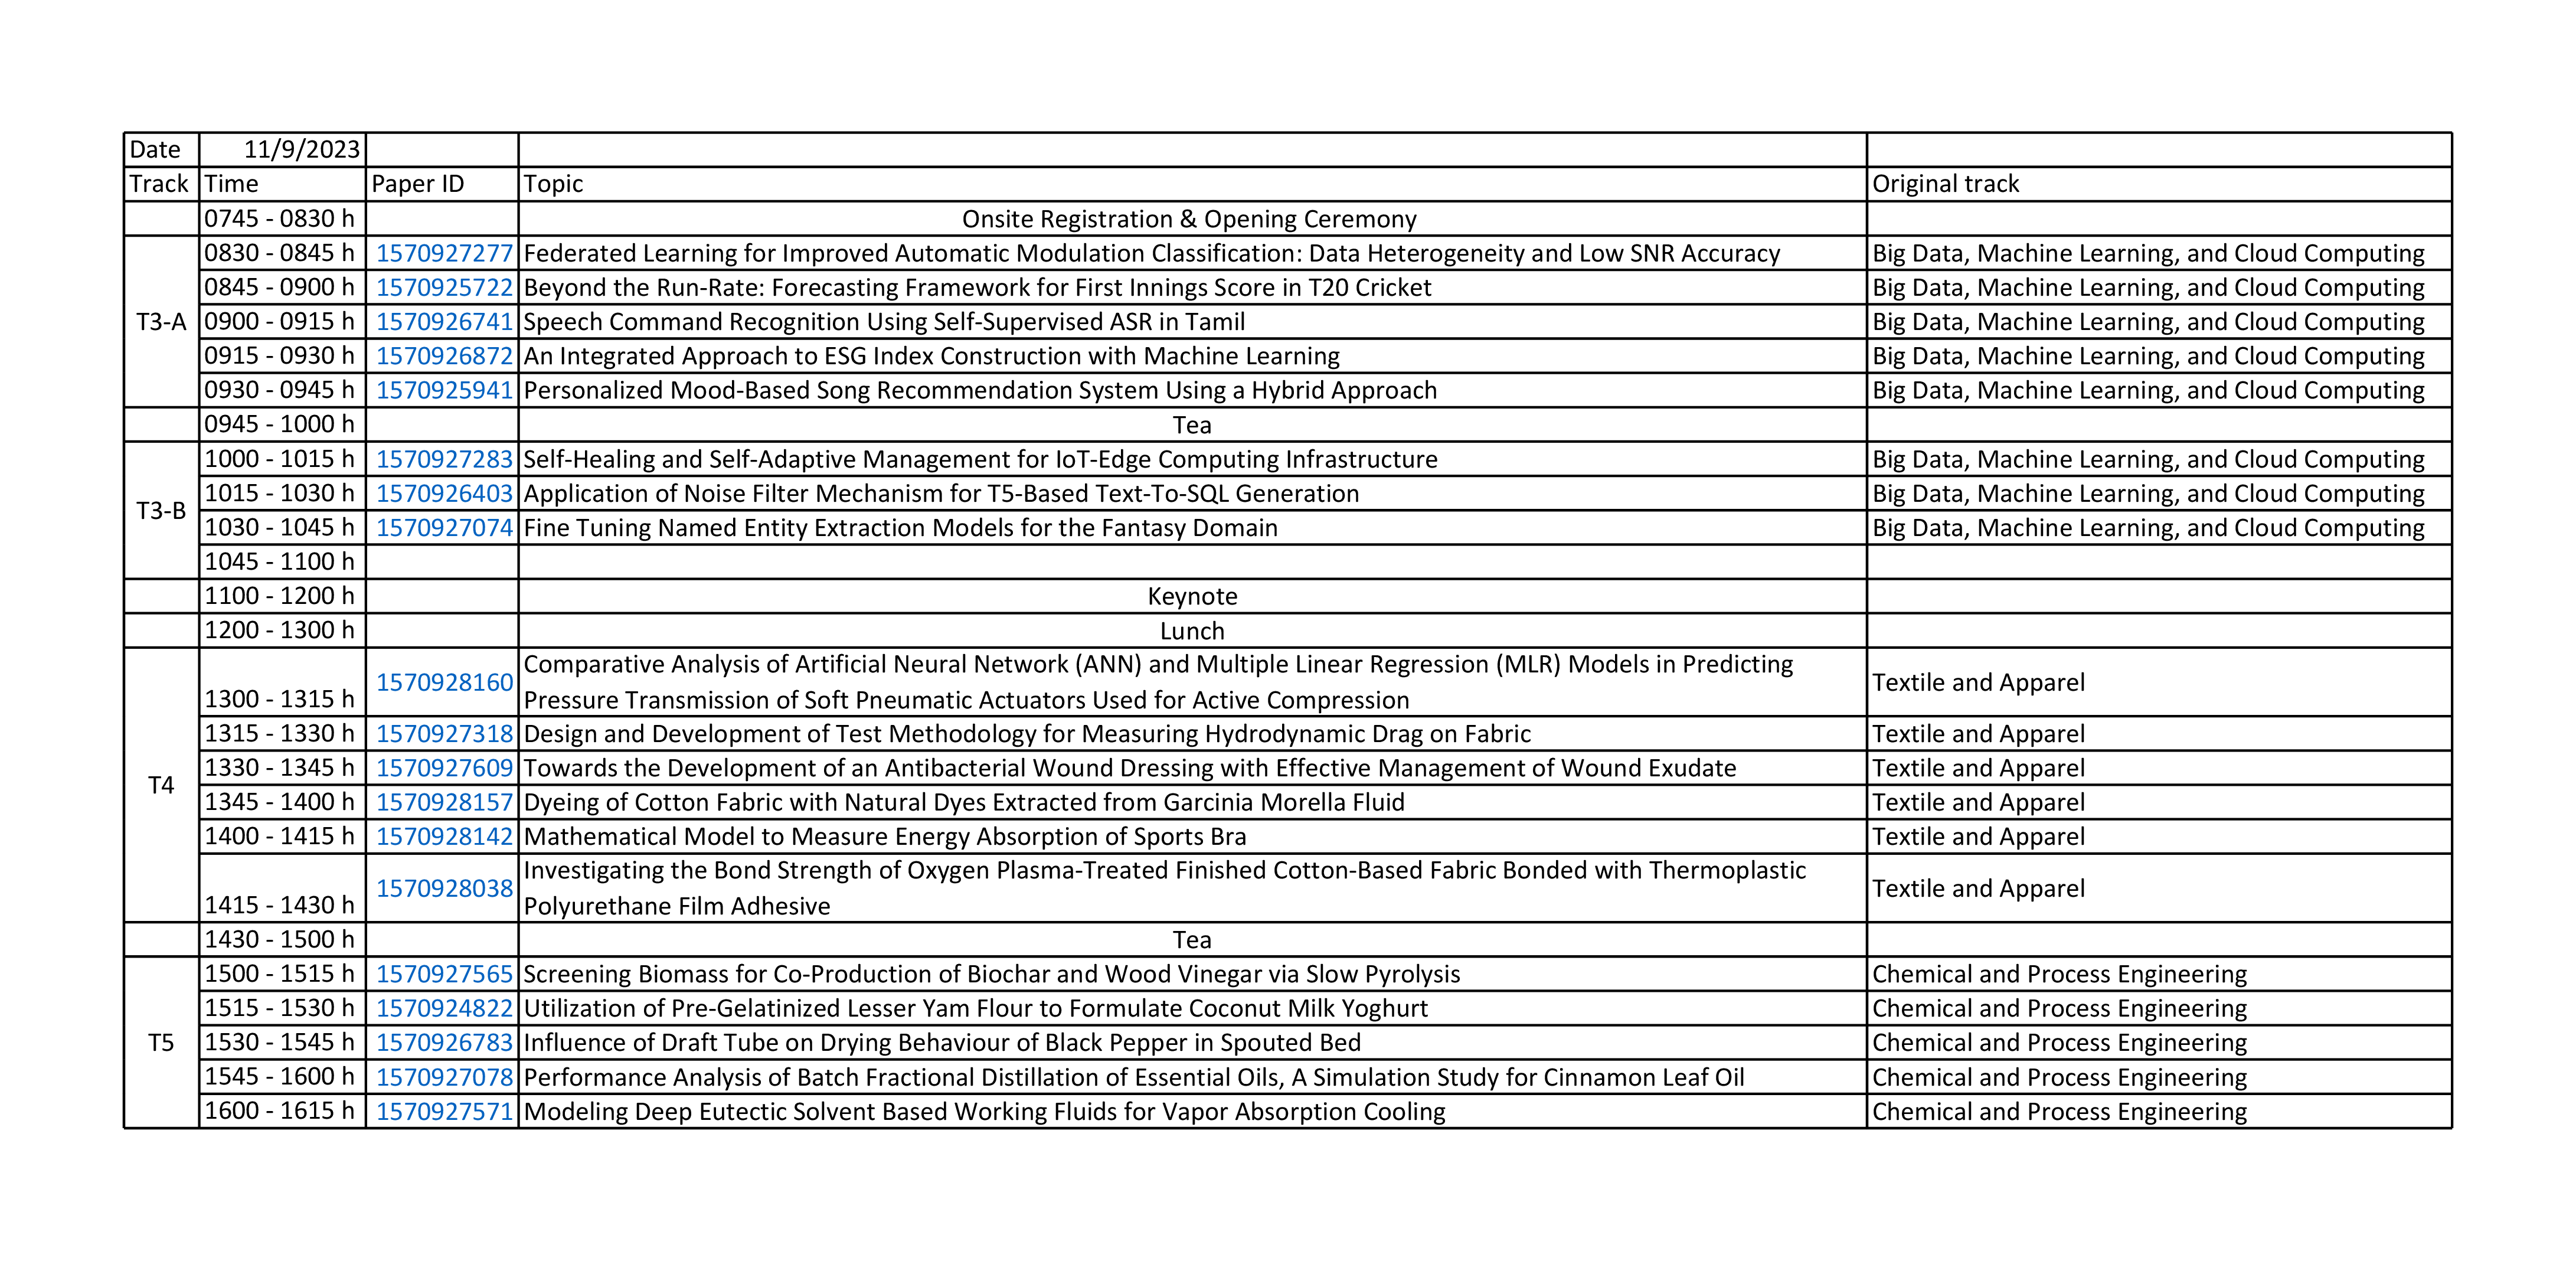 Date 11/9/2023
Track Time Paper ID Topic Original track
0745 - 0830 h Onsite Registration & Opening Ceremony
T3-A
0830 - 0845 h 1570927277 Federated Learning for Improved Automatic Modulation Classification: Data Heterogeneity and Low SNR Accuracy Big Data, Machine Learning, and Cloud Computing
0845 - 0900 h 1570925722 Beyond the Run-Rate: Forecasting Framework for First Innings Score in T20 Cricket Big Data, Machine Learning, and Cloud Computing
0900 - 0915 h 1570926741 Speech Command Recognition Using Self-Supervised ASR in Tamil Big Data, Machine Learning, and Cloud Computing
0915 - 0930 h 1570926872 An Integrated Approach to ESG Index Construction with Machine Learning Big Data, Machine Learning, and Cloud Computing
0930 - 0945 h 1570925941 Personalized Mood-Based Song Recommendation System Using a Hybrid Approach Big Data, Machine Learning, and Cloud Computing
0945 - 1000 h Tea
T3-B
1000 - 1015 h 1570927283 Self-Healing and Self-Adaptive Management for IoT-Edge Computing Infrastructure Big Data, Machine Learning, and Cloud Computing
1015 - 1030 h 1570926403 Application of Noise Filter Mechanism for T5-Based Text-To-SQL Generation Big Data, Machine Learning, and Cloud Computing
1030 - 1045 h 1570927074 Fine Tuning Named Entity Extraction Models for the Fantasy Domain Big Data, Machine Learning, and Cloud Computing
1045 - 1100 h
1100 - 1200 h Keynote
1200 - 1300 h Lunch
T4
1300 - 1315 h 1570928160 Comparative Analysis of Artificial Neural Network (ANN) and Multiple Linear Regression (MLR) Models in Predicting
Pressure Transmission of Soft Pneumatic Actuators Used for Active Compression Textile and Apparel
1315 - 1330 h 1570927318 Design and Development of Test Methodology for Measuring Hydrodynamic Drag on Fabric Textile and Apparel
1330 - 1345 h 1570927609 Towards the Development of an Antibacterial Wound Dressing with Effective Management of Wound Exudate Textile and Apparel
1345 - 1400 h 1570928157 Dyeing of Cotton Fabric with Natural Dyes Extracted from Garcinia Morella Fluid Textile and Apparel
1400 - 1415 h 1570928142 Mathematical Model to Measure Energy Absorption of Sports Bra Textile and Apparel
1415 - 1430 h 1570928038 Investigating the Bond Strength of Oxygen Plasma-Treated Finished Cotton-Based Fabric Bonded with Thermoplastic
Polyurethane Film Adhesive Textile and Apparel
1430 - 1500 h Tea
T5
1500 - 1515 h 1570927565 Screening Biomass for Co-Production of Biochar and Wood Vinegar via Slow Pyrolysis Chemical and Process Engineering
1515 - 1530 h 1570924822 Utilization of Pre-Gelatinized Lesser Yam Flour to Formulate Coconut Milk Yoghurt Chemical and Process Engineering
1530 - 1545 h 1570926783 Influence of Draft Tube on Drying Behaviour of Black Pepper in Spouted Bed Chemical and Process Engineering
1545 - 1600 h 1570927078 Performance Analysis of Batch Fractional Distillation of Essential Oils, A Simulation Study for Cinnamon Leaf Oil Chemical and Process Engineering
1600 - 1615 h 1570927571 Modeling Deep Eutectic Solvent Based Working Fluids for Vapor Absorption Cooling Chemical and Process Engineering